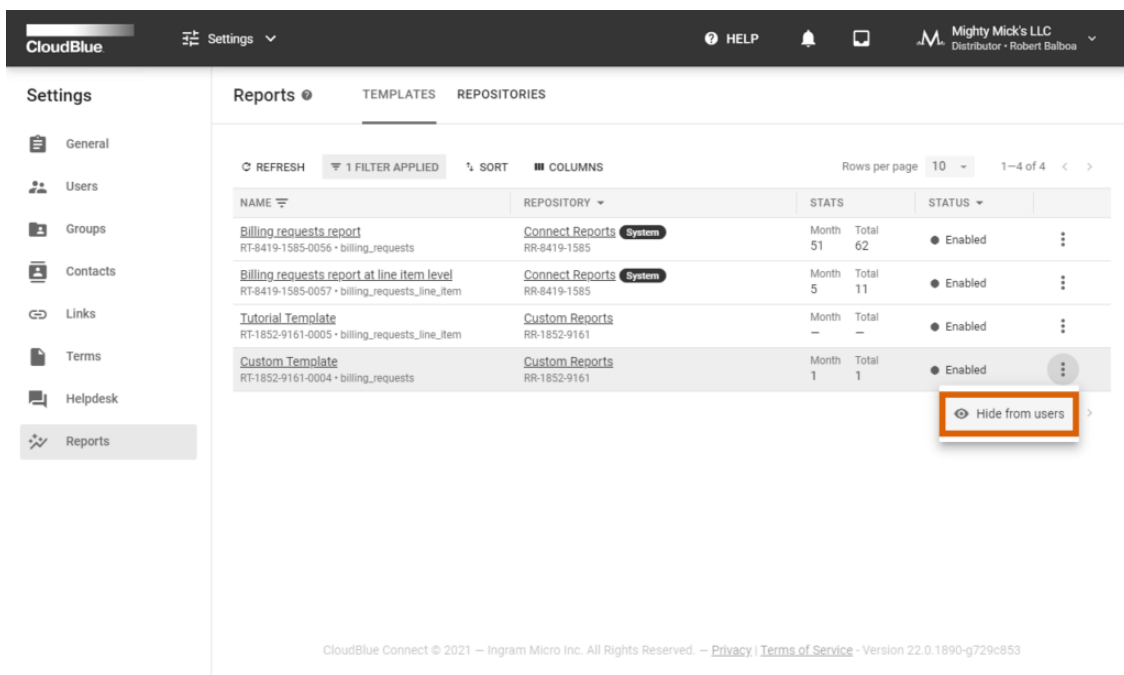 CloudBlue
Settings
HELP
Mighty Mick's LLC
Distributor • Robert Balboa
Settings
General
Users
Groups
Contacts
Links
Terms
Helpdesk
Reports
Reports
TEMPLATES REPOSITORIES
REFRESH 1 FILTER APPLIED SORT COLUMNS Rows per page 10 1–4 of 4
NAME REPOSITORY STATS STATUS
Billing requests report Connect Reports System Month Total
RT-8419-1585-0056 • billing_requests RR-8419-1585 51 62 Enabled
Billing requests report at line item level Connect Reports System Month Total
RT-8419-1585-0057 • billing_requests_line_item RR-8419-1585 5 11 Enabled
Tutorial Template Custom Reports Month Total
RT-1852-9161-0005 • billing_requests_line_item RR-1852-9161 — — Enabled
Custom Template Custom Reports Month Total
RT-1852-9161-0004 • billing_requests RR-1852-9161 1 1 Enabled
Hide from users
CloudBlue Connect © 2021 — Ingram Micro Inc. All Rights Reserved. — Privacy | Terms of Service - Version 22.0.1890-g729c853